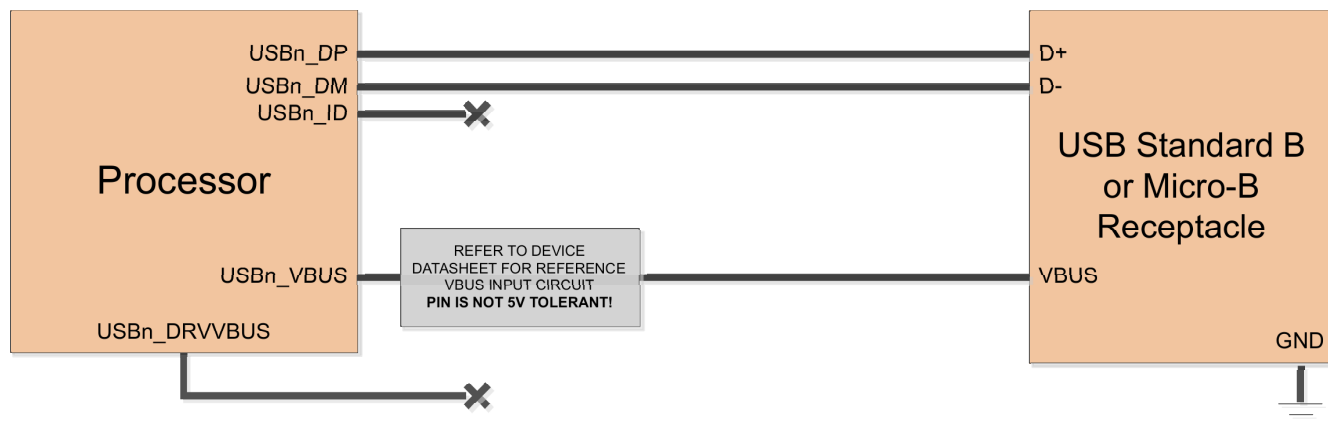 USBn_DP
USBn_DM
USBn_ID
Processor
USBn_VBUS
USBn_DRVVBUS
REFER TO DEVICE
DATASHEET FOR REFERENCE
VBUS INPUT CIRCUIT
PIN IS NOT 5V TOLERANT!
D+
D-
USB Standard B
or Micro-B
Receptacle
VBUS
GND